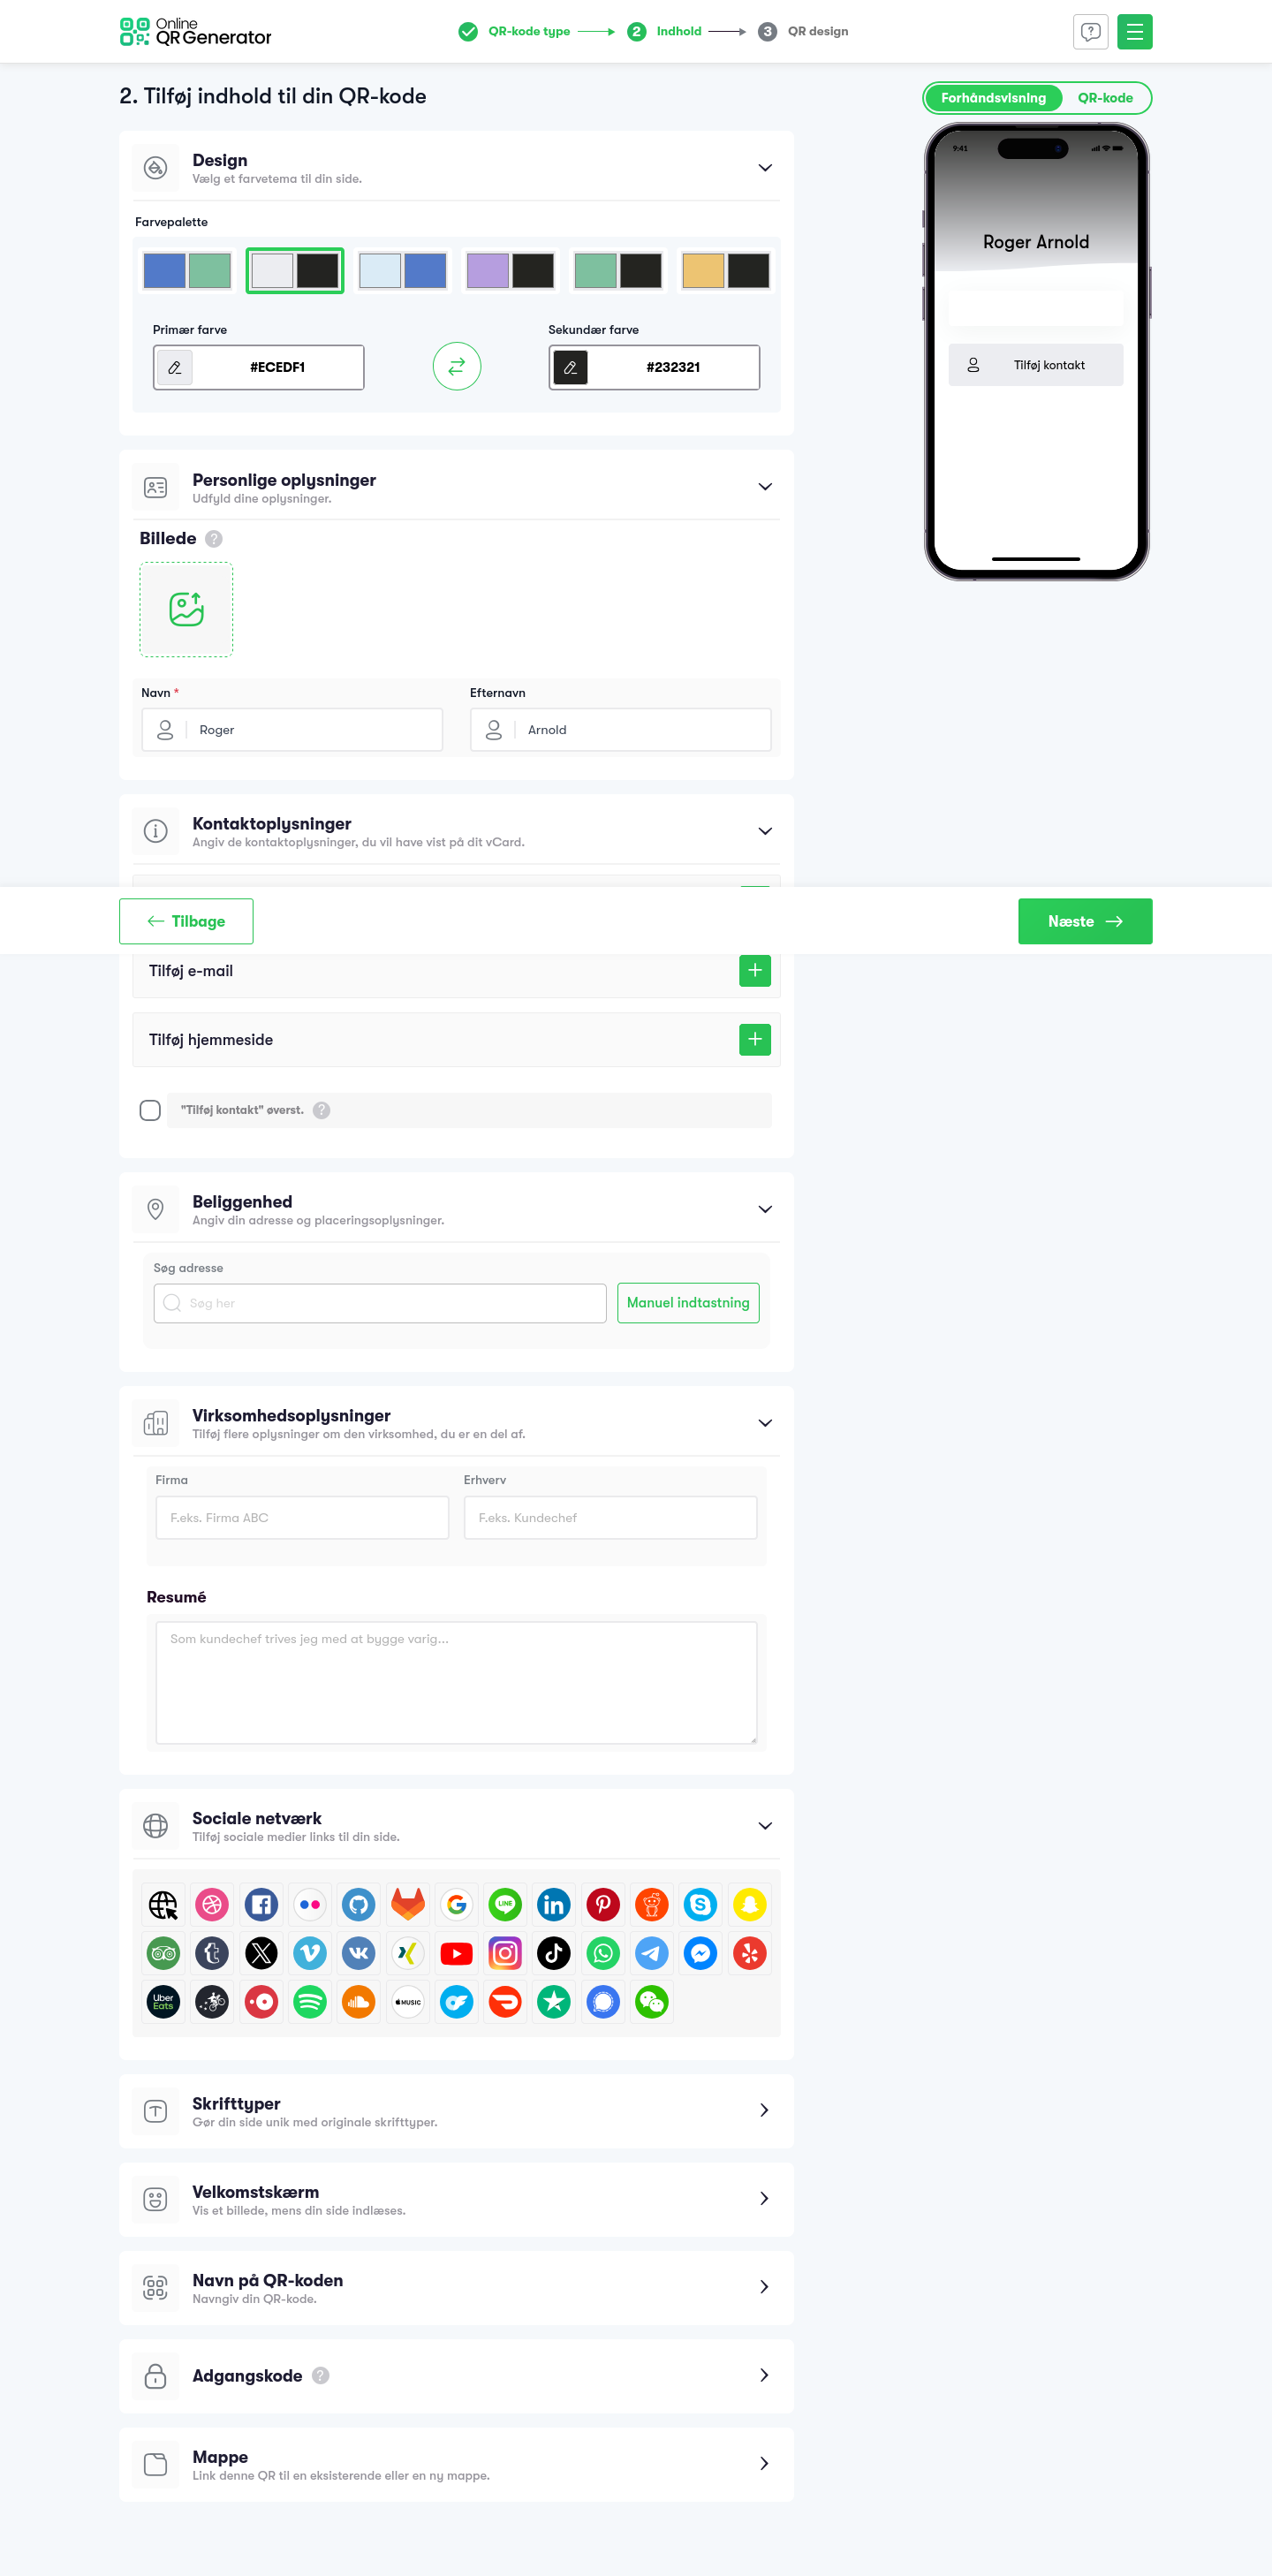 Online
QR Generator
QR-kode type
2
Indhold
3
QR design
2. Tilføj indhold til din QR-kode
Forhåndsvisning
QR-kode
Design
Vælg et farvetema til din side.
Farvepalette
Primær farve
Sekundær farve
#ECEDF1
#232321
9:41
Roger Arnold
Tilføj kontakt
Personlige oplysninger
Udfyld dine oplysninger.
Billede ?
Navn *
Efternavn
Roger
Arnold
Kontaktoplysninger
Angiv de kontaktoplysninger, du vil have vist på dit vCard.
Tilbage
Næste
Tilføj e-mail
Tilføj hjemmeside
"Tilføj kontakt" øverst. ?
Beliggenhed
Angiv din adresse og placeringsoplysninger.
Søg adresse
Søg her
Manuel indtastning
Virksomhedsoplysninger
Tilføj flere oplysninger om den virksomhed, du er en del af.
Firma
Erhverv
F.eks. Firma ABC
F.eks. Kundechef
Resumé
Som kundechef trives jeg med at bygge varig...
Sociale netværk
Tilføj sociale medier links til din side.
LINE
Uber
Eats
MUSIC
Skrifttyper
Gør din side unik med originale skrifttyper.
Velkomstskærm
Vis et billede, mens din side indlæses.
Navn på QR-koden
Navngiv din QR-kode.
Adgangskode ?
Mappe
Link denne QR til en eksisterende eller en ny mappe.